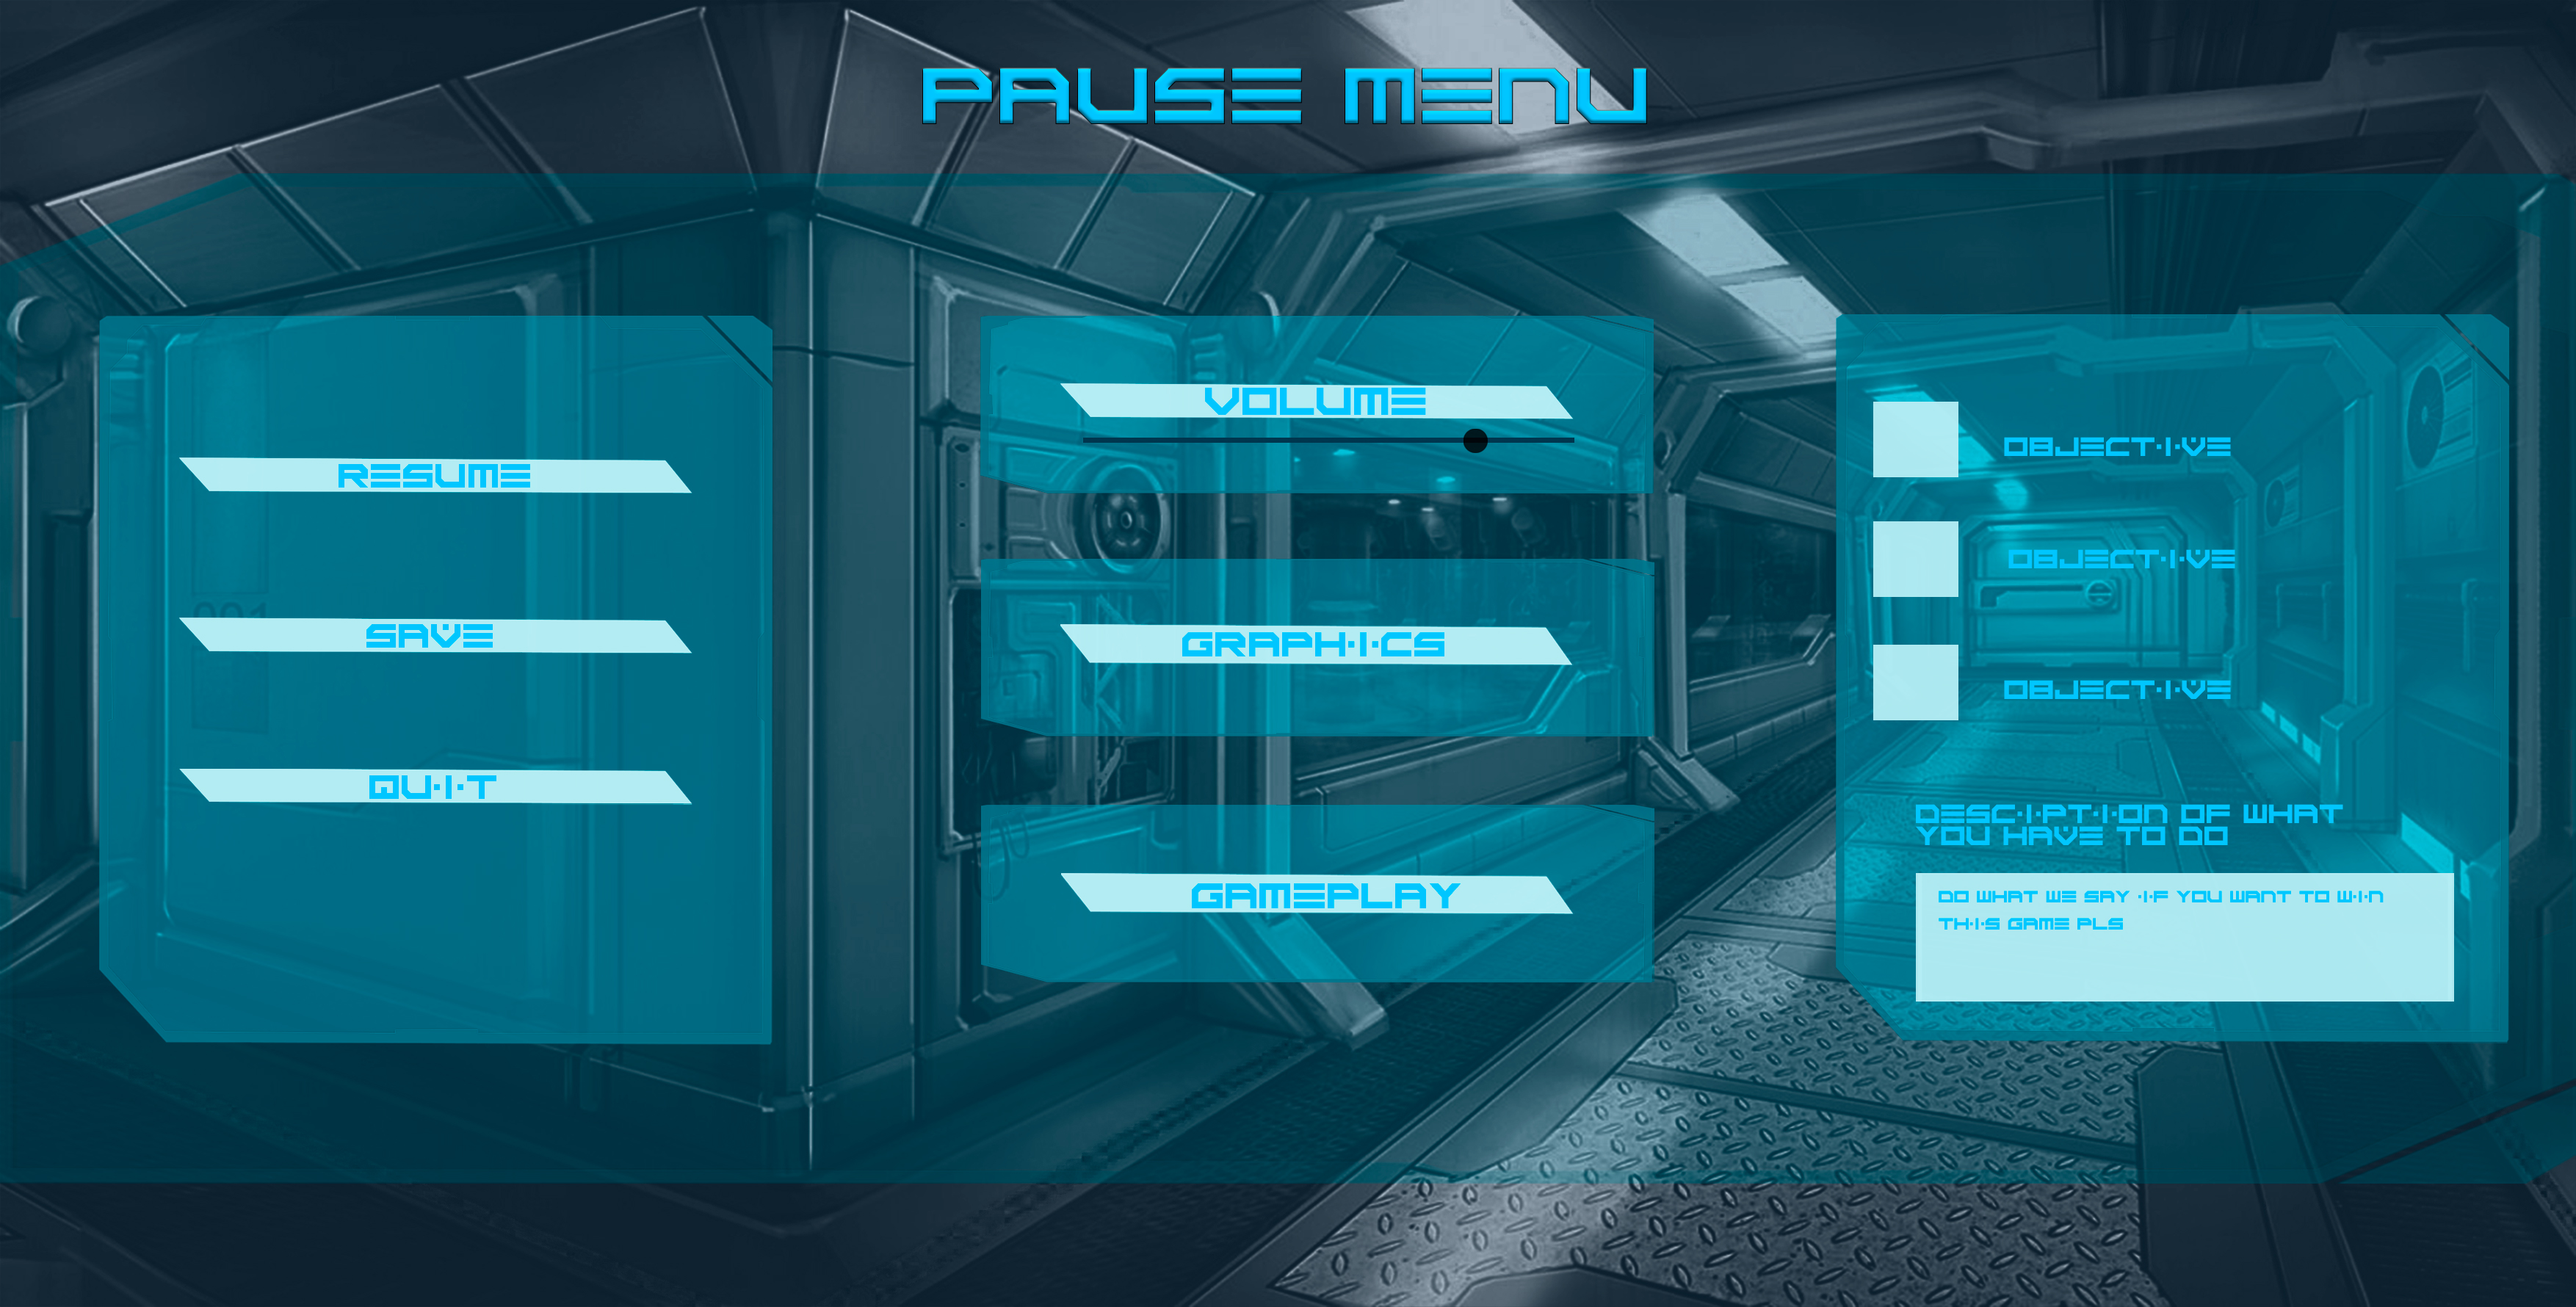 PAUSE MENU
RESUME
SAVE
QUIT
001
VOLUME
GRAPHICS
GAMEPLAY
OBJECTIVE
OBJECTIVE
OBJECTIVE
DESCIPTION OF WHAT
YOU HAVE TO DO
DO WHAT WE SAY IF YOU WANT TO WIN
THIS GAME PLS